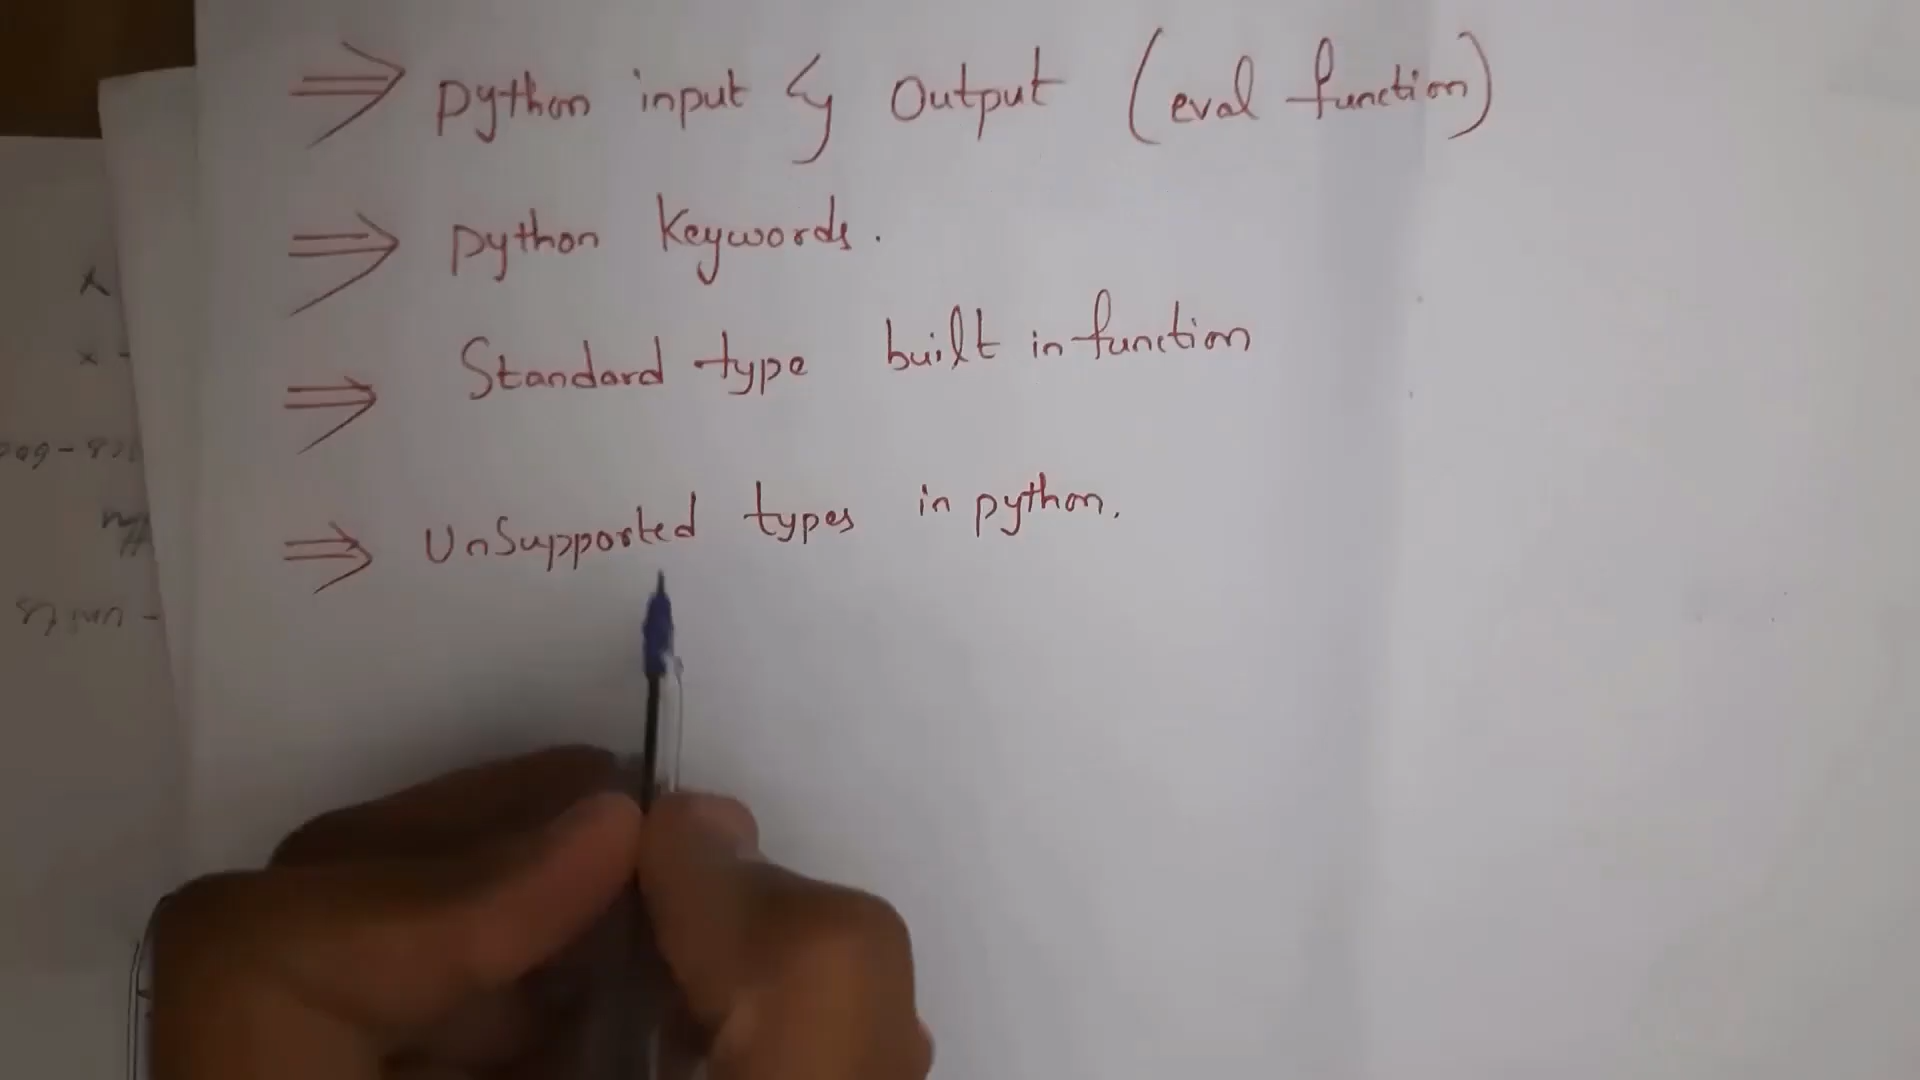 ⇒ python input & Output (eval function)
⇒ python Keywords.
⇒ Standard type built in function
⇒ UnSupported types in python.